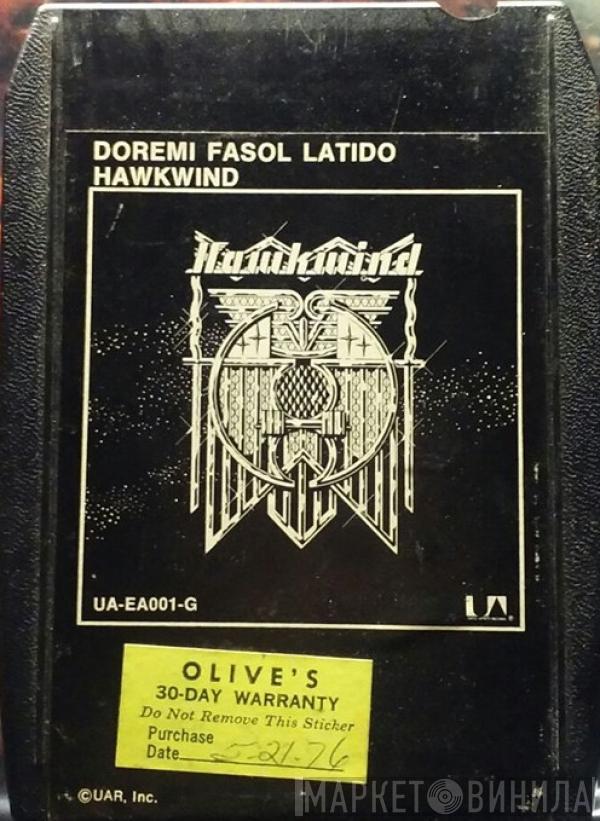 DOREMI FASOL LATIDO
HAWKWIND
Hawkwind
UA-EA001-G
UA
OLIVE'S
30-DAY WARRANTY
Do Not Remove This Sticker
Purchase
Date 5-21-76
©UAR, Inc.
МАРКЕТ ВИНИЛА